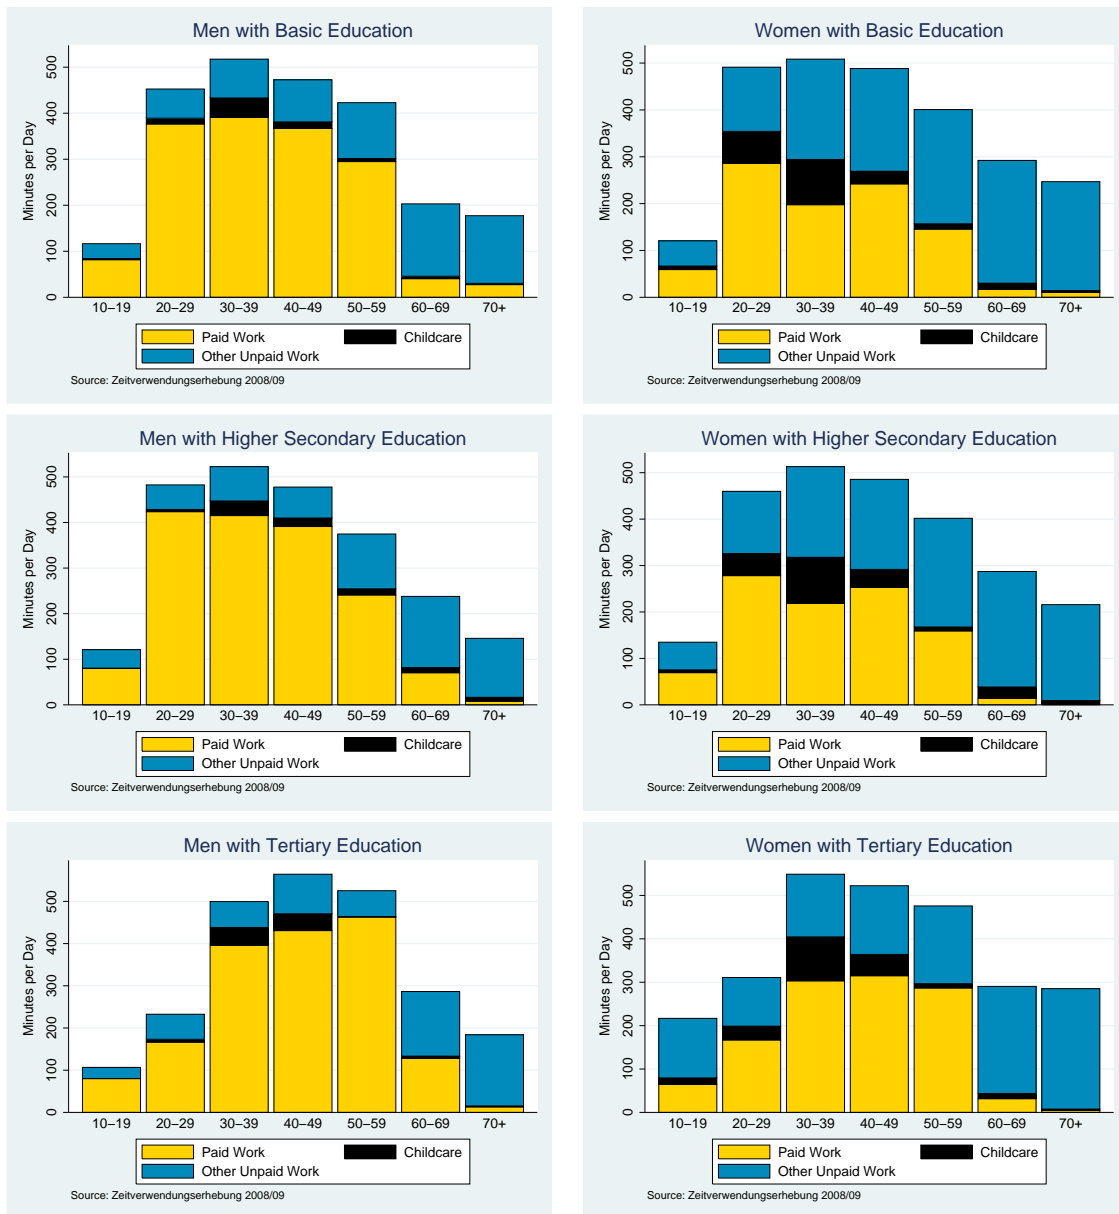 Men with Basic Education
Minutes per Day
500
400
300
200
100
0
10–19 20–29 30–39 40–49 50–59 60–69 70+
Paid Work Childcare
Other Unpaid Work
Source: Zeitverwendungserhebung 2008/09
Women with Basic Education
Minutes per Day
500
400
300
200
100
0
10–19 20–29 30–39 40–49 50–59 60–69 70+
Paid Work Childcare
Other Unpaid Work
Source: Zeitverwendungserhebung 2008/09
Men with Higher Secondary Education
Minutes per Day
500
400
300
200
100
0
10–19 20–29 30–39 40–49 50–59 60–69 70+
Paid Work Childcare
Other Unpaid Work
Source: Zeitverwendungserhebung 2008/09
Women with Higher Secondary Education
Minutes per Day
500
400
300
200
100
0
10–19 20–29 30–39 40–49 50–59 60–69 70+
Paid Work Childcare
Other Unpaid Work
Source: Zeitverwendungserhebung 2008/09
Men with Tertiary Education
Minutes per Day
500
400
300
200
100
0
10–19 20–29 30–39 40–49 50–59 60–69 70+
Paid Work Childcare
Other Unpaid Work
Source: Zeitverwendungserhebung 2008/09
Women with Tertiary Education
Minutes per Day
500
400
300
200
100
0
10–19 20–29 30–39 40–49 50–59 60–69 70+
Paid Work Childcare
Other Unpaid Work
Source: Zeitverwendungserhebung 2008/09